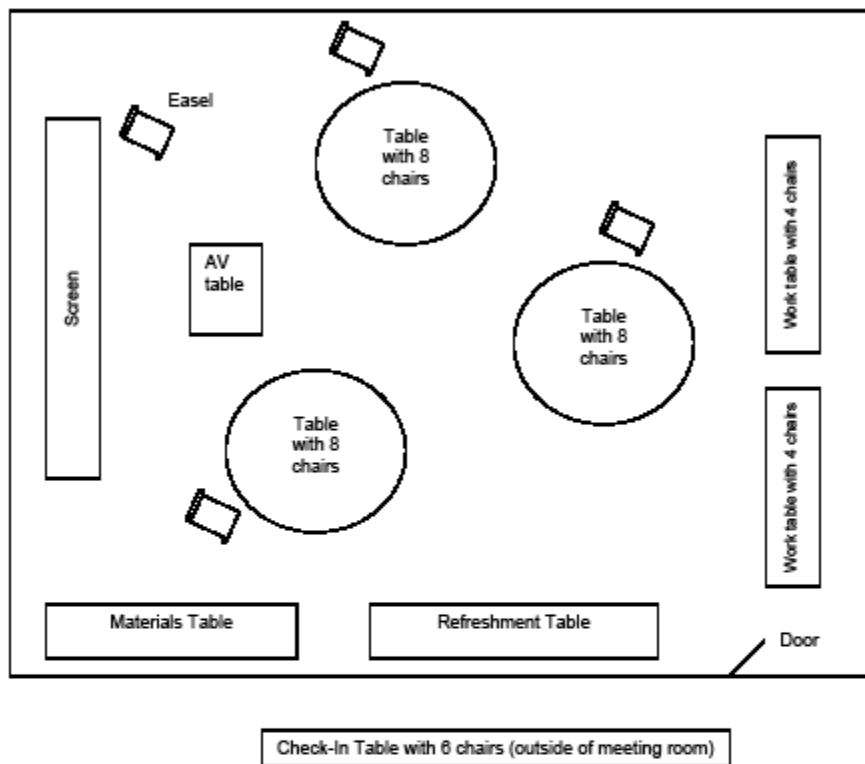 Easel
Table
with 8
chairs
Screen
AV
table
Table
with 8
chairs
Work table with 4 chairs
Table
with 8
chairs
Work table with 4 chairs
Materials Table
Refreshment Table
Door
Check-In Table with 6 chairs (outside of meeting room)